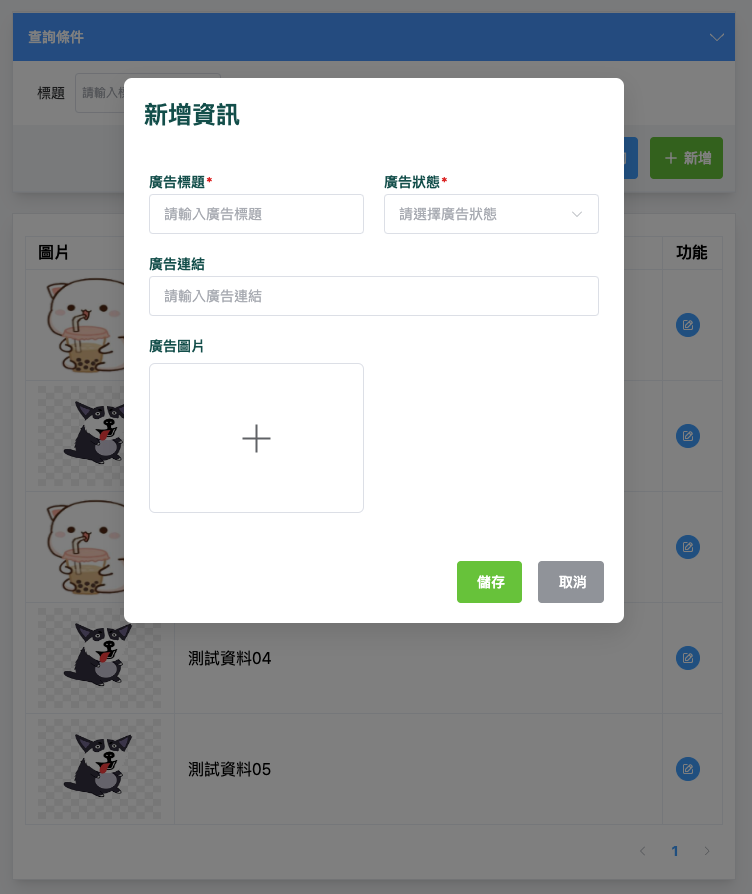 查詢條件
標題
請輸入
新增
新增資訊
廣告標題*
廣告狀態*
請輸入廣告標題
請選擇廣告狀態
廣告連結
請輸入廣告連結
廣告圖片
儲存
取消
圖片
功能
測試資料04
測試資料05
1